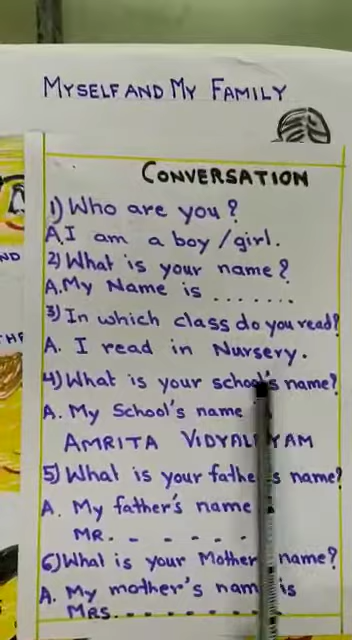 MYSELF AND MY FAMILY
CONVERSATION
1) Who are you?
A. I am a boy / girl.
2) What is your name?
A. My Name is .......
3) In which class do you read?
A. I read in Nursery.
4) What is your school's name?
A. My School's name
AMRITA VIDYALAYAM
5) What is your father's name?
A. My father's name
MR. - - - - - -
6) What is your Mother name?
A. My mother's name is
MRS. - - - - - - - -
ND
THE